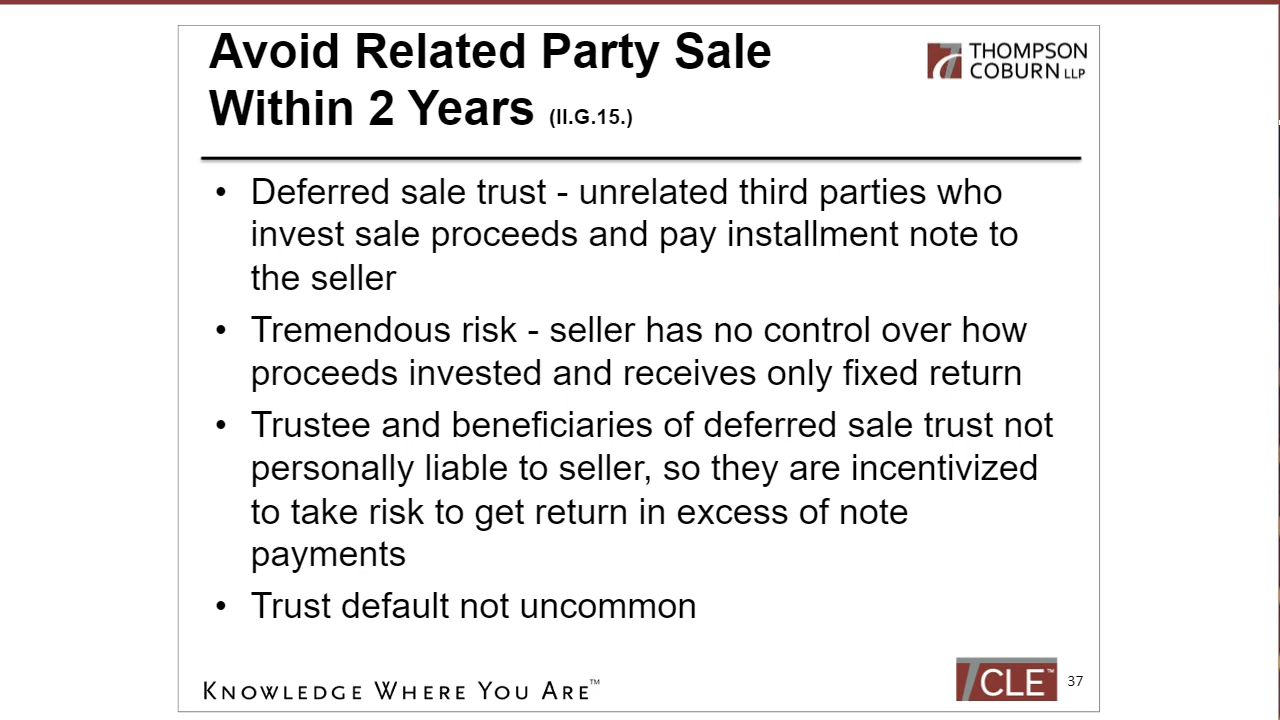 Avoid Related Party Sale
Within 2 Years (II.G.15.)
THOMPSON
COBURN LLP
• Deferred sale trust - unrelated third parties who
invest sale proceeds and pay installment note to
the seller
• Tremendous risk - seller has no control over how
proceeds invested and receives only fixed return
• Trustee and beneficiaries of deferred sale trust not
personally liable to seller, so they are incentivized
to take risk to get return in excess of note
payments
• Trust default not uncommon
KNOWLEDGE WHERE YOU ARE™
CLE™
37